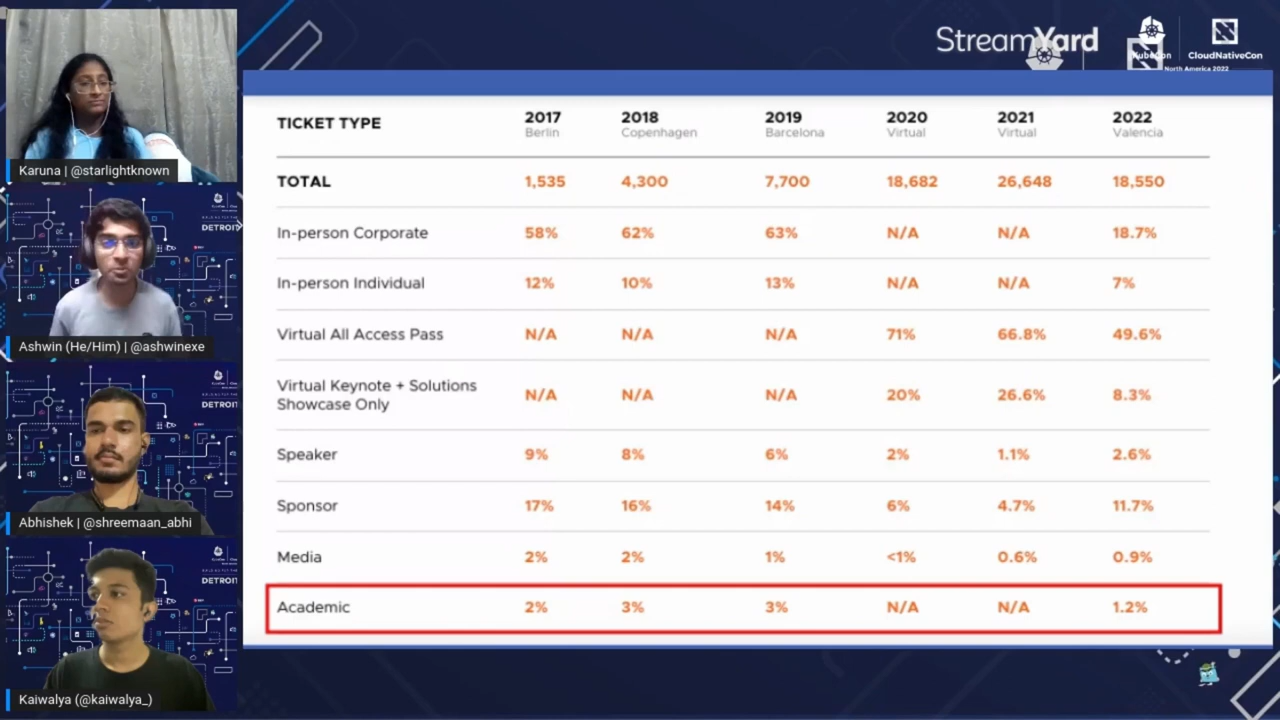 StreamYard
KubeCon
CloudNativeCon
North America 2022
Karuna | @starlightknown
DETROIT
Ashwin (He/Him) | @ashwinexe
DETROIT
Abhishek | @shreemaan_abhi
DETROIT
Kaiwalya (@kaiwalya_)
TICKET TYPE 2017 2018 2019 2020 2021 2022
Berlin Copenhagen Barcelona Virtual Virtual Valencia
TOTAL 1,535 4,300 7,700 18,682 26,648 18,550
In-person Corporate 58% 62% 63% N/A N/A 18.7%
In-person Individual 12% 10% 13% N/A N/A 7%
Virtual All Access Pass N/A N/A N/A 71% 66.8% 49.6%
Virtual Keynote + Solutions
Showcase Only N/A N/A N/A 20% 26.6% 8.3%
Speaker 9% 8% 6% 2% 1.1% 2.6%
Sponsor 17% 16% 14% 6% 4.7% 11.7%
Media 2% 2% 1% <1% 0.6% 0.9%
Academic 2% 3% 3% N/A N/A 1.2%